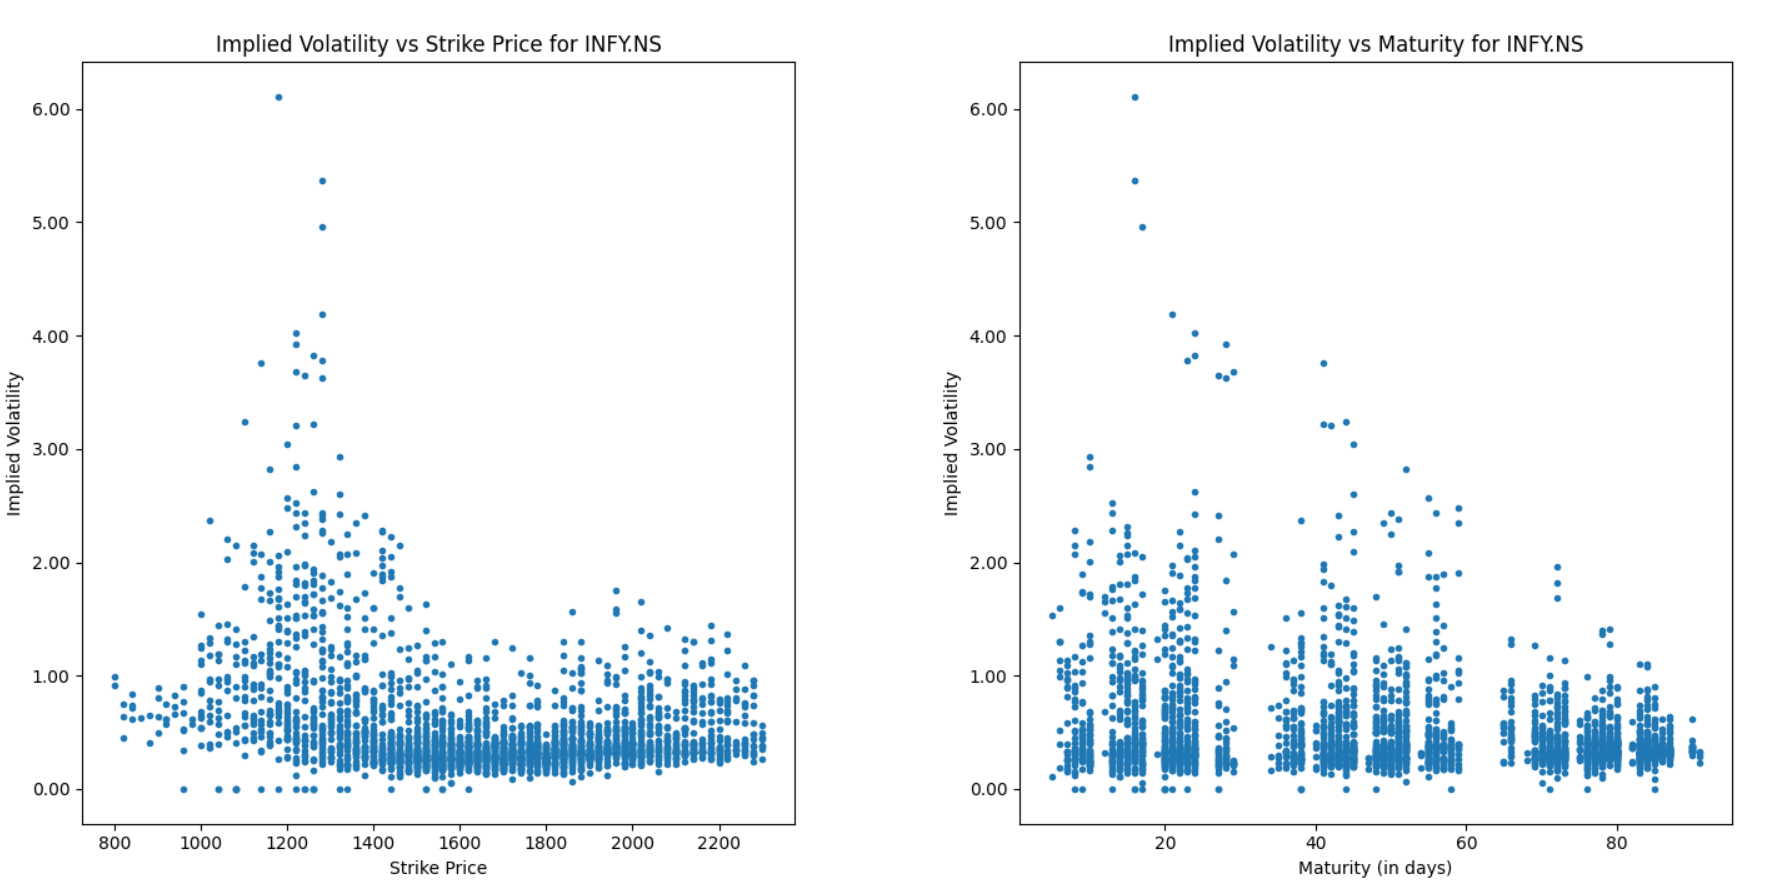 Implied Volatility vs Strike Price for INFY.NS
6.00
5.00
4.00
3.00
2.00
1.00
0.00
Implied Volatility
800 1000 1200 1400 1600 1800 2000 2200
Strike Price
Implied Volatility vs Maturity for INFY.NS
6.00
5.00
4.00
3.00
2.00
1.00
0.00
Implied Volatility
20 40 60 80
Maturity (in days)